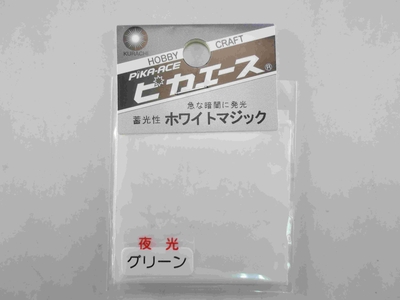 KURACHI
HOBBY CRAFT
PiKA-ACE
ピカエース®
急な暗闇に発光
蓄光性 ホワイトマジック
夜光
グリーン